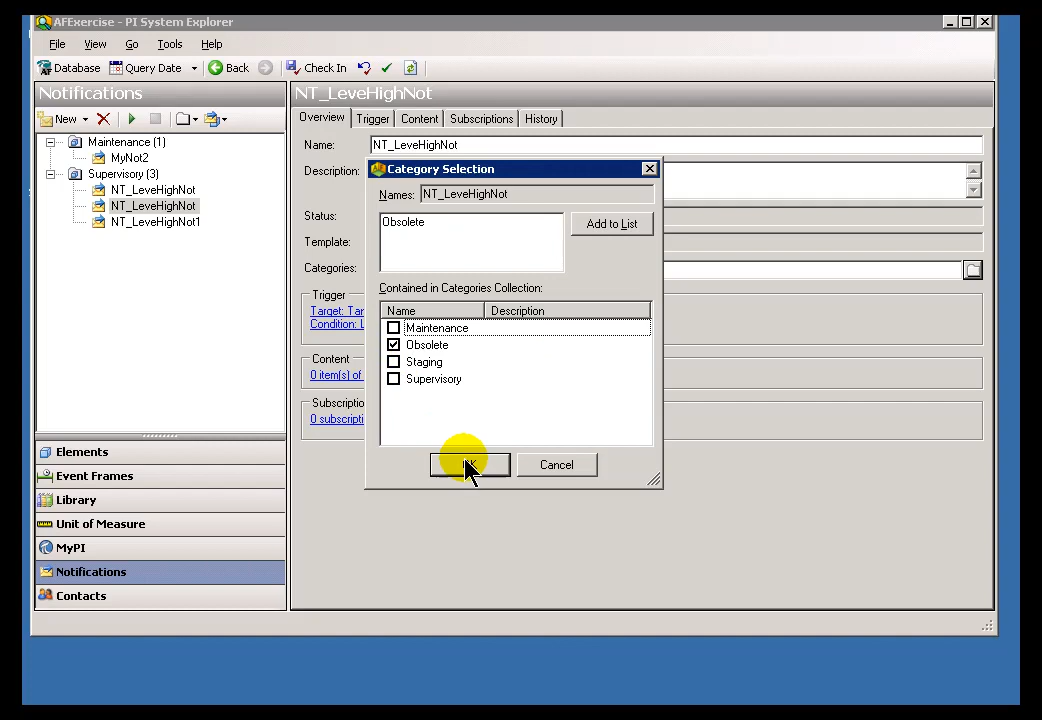 AFExercise - PI System Explorer
File View Go Tools Help
Database Query Date Back Check In
Notifications
New
Maintenance (1)
MyNot2
Supervisory (3)
NT_LeveHighNot
NT_LeveHighNot
NT_LeveHighNot1
Elements
Event Frames
Library
Unit of Measure
MyPI
Notifications
Contacts
NT_LeveHighNot
Overview Trigger Content Subscriptions History
Name: NT_LeveHighNot
Description:
Status:
Template:
Categories:
Trigger
Target: Tar
Condition: L
Content
0 item(s) of
Subscriptio
0 subscripti
Category Selection
Names: NT_LeveHighNot
Obsolete
Add to List
Contained in Categories Collection:
Name Description
Maintenance
Obsolete
Staging
Supervisory
Cancel